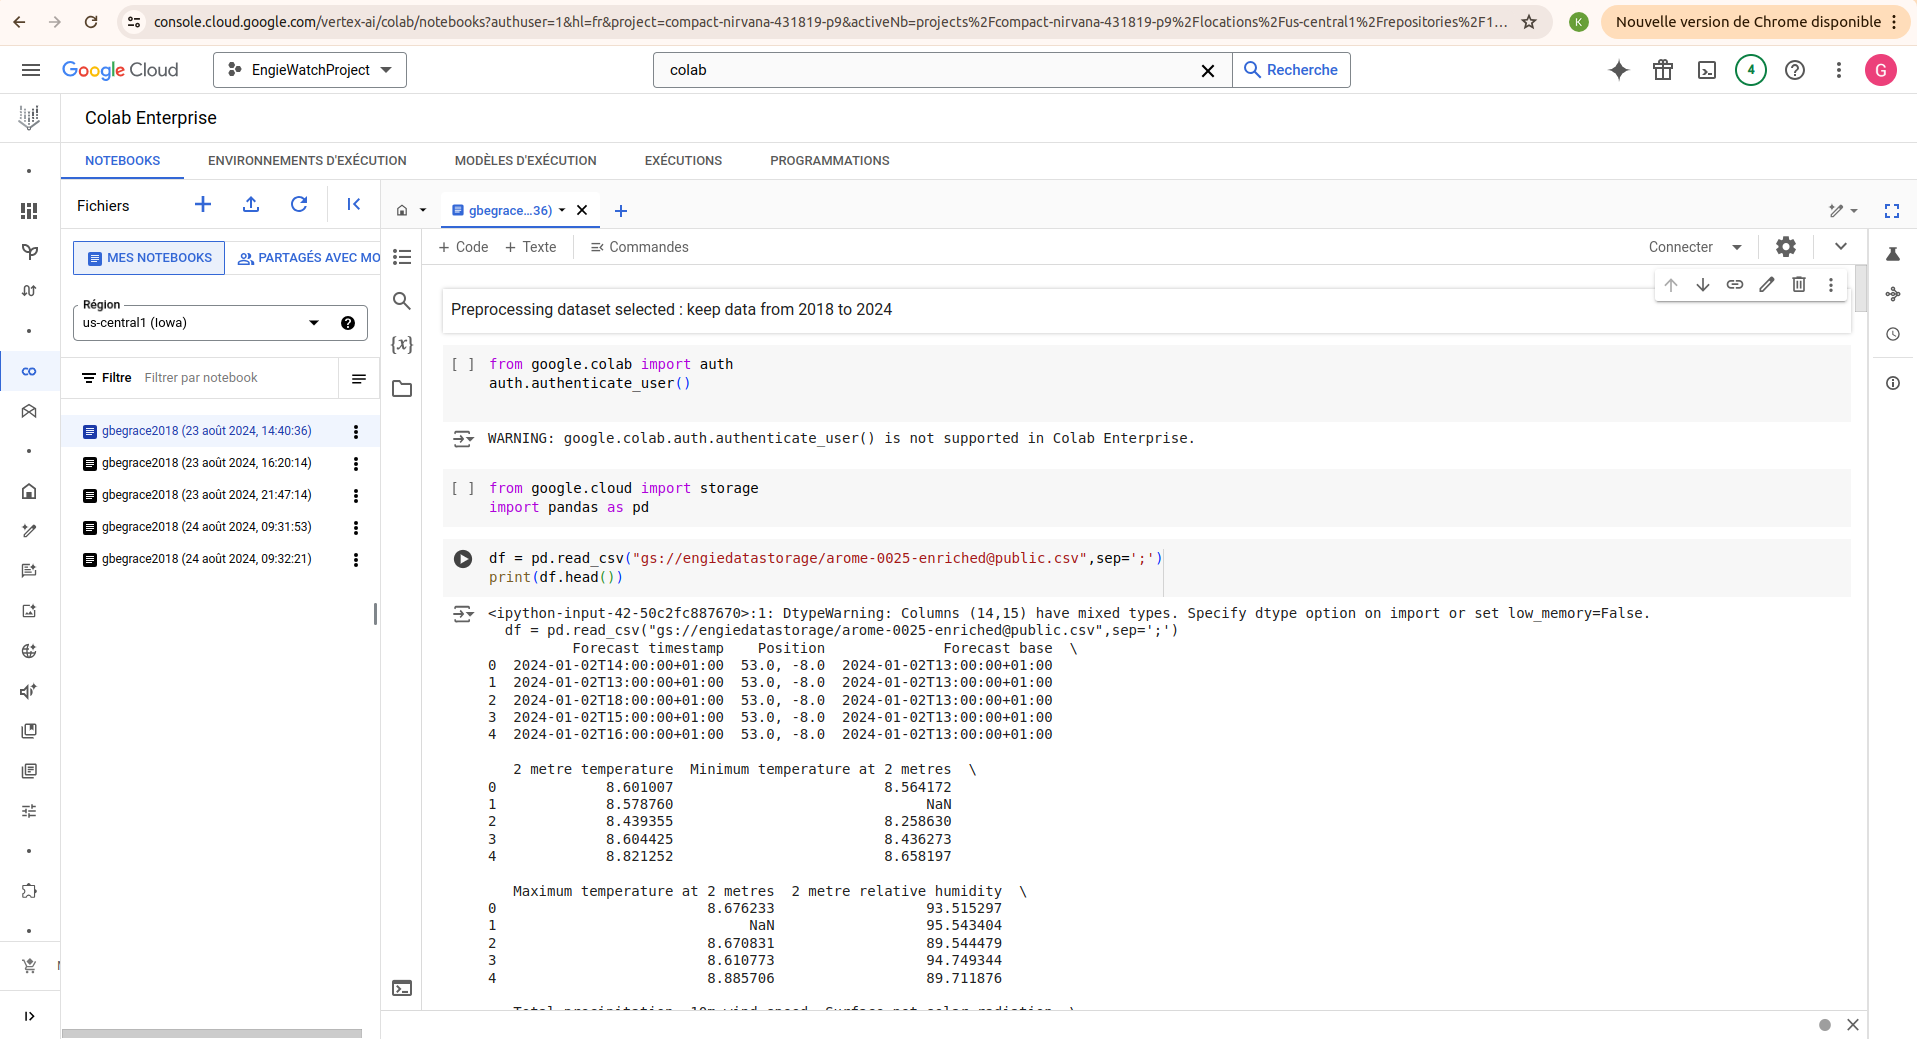 console.cloud.google.com/vertex-ai/colab/notebooks?authuser=1&hl=fr&project=compact-nirvana-431819-p9&activeNb=projects%2Fcompact-nirvana-431819-p9%2Flocations%2Fus-central1%2Frepositories%2F1...
K
Nouvelle version de Chrome disponible
Google Cloud
EngieWatchProject
colab
Recherche
4
G
Colab Enterprise
NOTEBOOKS
ENVIRONNEMENTS D'EXÉCUTION
MODÈLES D'EXÉCUTION
EXÉCUTIONS
PROGRAMMATIONS
Fichiers
gbegrace...36)
+ Code + Texte
Commandes
Connecter
MES NOTEBOOKS
PARTAGÉS AVEC MO
Région
us-central1 (Iowa)
Filtre Filtrer par notebook
gbegrace2018 (23 août 2024, 14:40:36)
gbegrace2018 (23 août 2024, 16:20:14)
gbegrace2018 (23 août 2024, 21:47:14)
gbegrace2018 (24 août 2024, 09:31:53)
gbegrace2018 (24 août 2024, 09:32:21)
{x}
Preprocessing dataset selected : keep data from 2018 to 2024
[ ] from google.colab import auth
auth.authenticate_user()
WARNING: google.colab.auth.authenticate_user() is not supported in Colab Enterprise.
[ ] from google.cloud import storage
import pandas as pd
df = pd.read_csv("gs://engiedatastorage/arome-0025-enriched@public.csv",sep=';')
print(df.head())
<ipython-input-42-50c2fc887670>:1: DtypeWarning: Columns (14,15) have mixed types. Specify dtype option on import or set low_memory=False.
df = pd.read_csv("gs://engiedatastorage/arome-0025-enriched@public.csv",sep=';')
Forecast timestamp Position Forecast base \
0 2024-01-02T14:00:00+01:00 53.0, -8.0 2024-01-02T13:00:00+01:00
1 2024-01-02T13:00:00+01:00 53.0, -8.0 2024-01-02T13:00:00+01:00
2 2024-01-02T18:00:00+01:00 53.0, -8.0 2024-01-02T13:00:00+01:00
3 2024-01-02T15:00:00+01:00 53.0, -8.0 2024-01-02T13:00:00+01:00
4 2024-01-02T16:00:00+01:00 53.0, -8.0 2024-01-02T13:00:00+01:00
2 metre temperature Minimum temperature at 2 metres \
0 8.601007 8.564172
1 8.578760 NaN
2 8.439355 8.258630
3 8.604425 8.436273
4 8.821252 8.658197
Maximum temperature at 2 metres 2 metre relative humidity \
0 8.676233 93.515297
1 NaN 95.543404
2 8.670831 89.544479
3 8.610773 94.749344
4 8.885706 89.711876
Total precipitation 10m wind speed Surface net solar radiation \